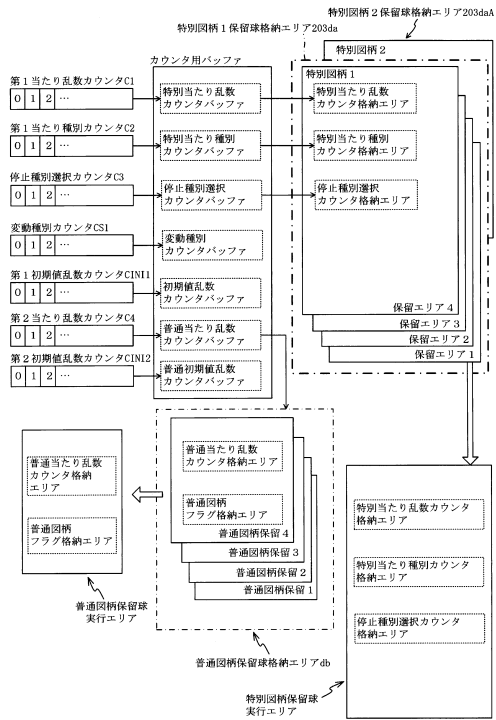 特別図柄２保留球格納エリア203daA
特別図柄１保留球格納エリア203da
特別図柄２
カウンタ用バッファ
特別図柄１
第１当たり乱数カウンタC1
0 1 2 …
特別当たり乱数
カウンタバッファ
特別当たり乱数
カウンタ格納エリア
第１当たり種別カウンタC2
0 1 2 …
特別当たり種別
カウンタバッファ
特別当たり種別
カウンタ格納エリア
停止種別選択カウンタC3
0 1 2 …
停止種別選択
カウンタバッファ
停止種別選択
カウンタ格納エリア
変動種別カウンタCS1
0 1 2 …
変動種別
カウンタバッファ
第１初期値乱数カウンタCINI1
0 1 2 …
初期値乱数
カウンタバッファ
第２当たり乱数カウンタC4
0 1 2 …
普通当たり乱数
カウンタバッファ
第２初期値乱数カウンタCINI2
0 1 2 …
普通初期値乱数
カウンタバッファ
保留エリア４
保留エリア３
保留エリア２
保留エリア１
普通当たり乱数
カウンタ格納エリア
普通図柄
フラグ格納エリア
普通図柄保留４
普通図柄保留３
普通図柄保留２
普通図柄保留１
普通図柄保留球格納エリアdb
普通当たり乱数
カウンタ格納
エリア
普通図柄
フラグ格納エリア
普通図柄保留球
実行エリア
特別当たり乱数カウンタ
格納エリア
特別当たり種別カウンタ
格納エリア
停止種別選択カウンタ
格納エリア
特別図柄保留球
実行エリア